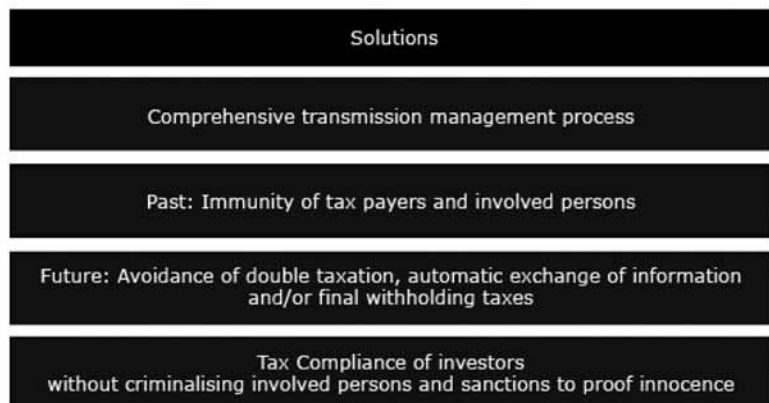 Solutions
Comprehensive transmission management process
Past: Immunity of tax payers and involved persons
Future: Avoidance of double taxation, automatic exchange of information
and/or final withholding taxes
Tax Compliance of investors
without criminalising involved persons and sanctions to proof innocence